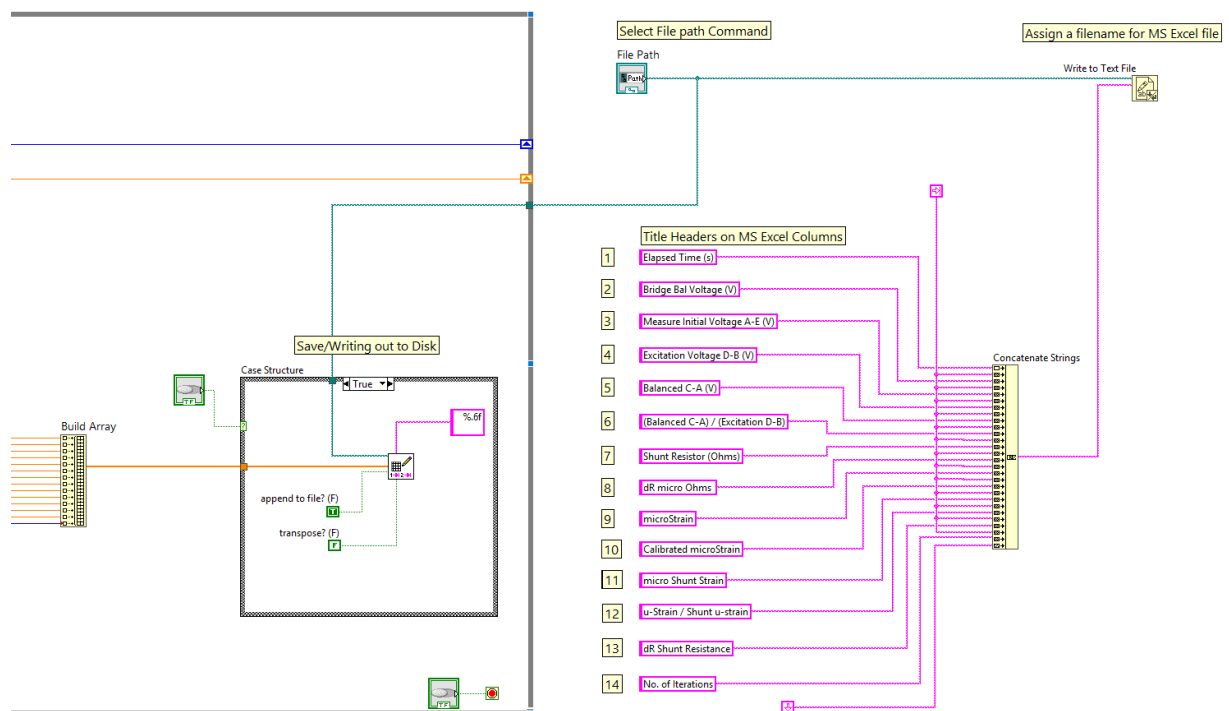 Select File path Command
Assign a filename for MS Excel file
File Path
Path
Write to Text File
Title Headers on MS Excel Columns
1 Elapsed Time (s)
2 Bridge Bal Voltage (V)
3 Measure Initial Voltage A-E (V)
4 Excitation Voltage D-B (V)
5 Balanced C-A (V)
6 (Balanced C-A) / (Excitation D-B)
7 Shunt Resistor (Ohms)
8 dR micro Ohms
9 microStrain
10 Calibrated microStrain
11 micro Shunt Strain
12 u-Strain / Shunt u-strain
13 dR Shunt Resistance
14 No. of Iterations
Concatenate Strings
Save/Writing out to Disk
Case Structure
True
TF
?
%.6f
Build Array
append to file? (F)
T
transpose? (F)
F
TF